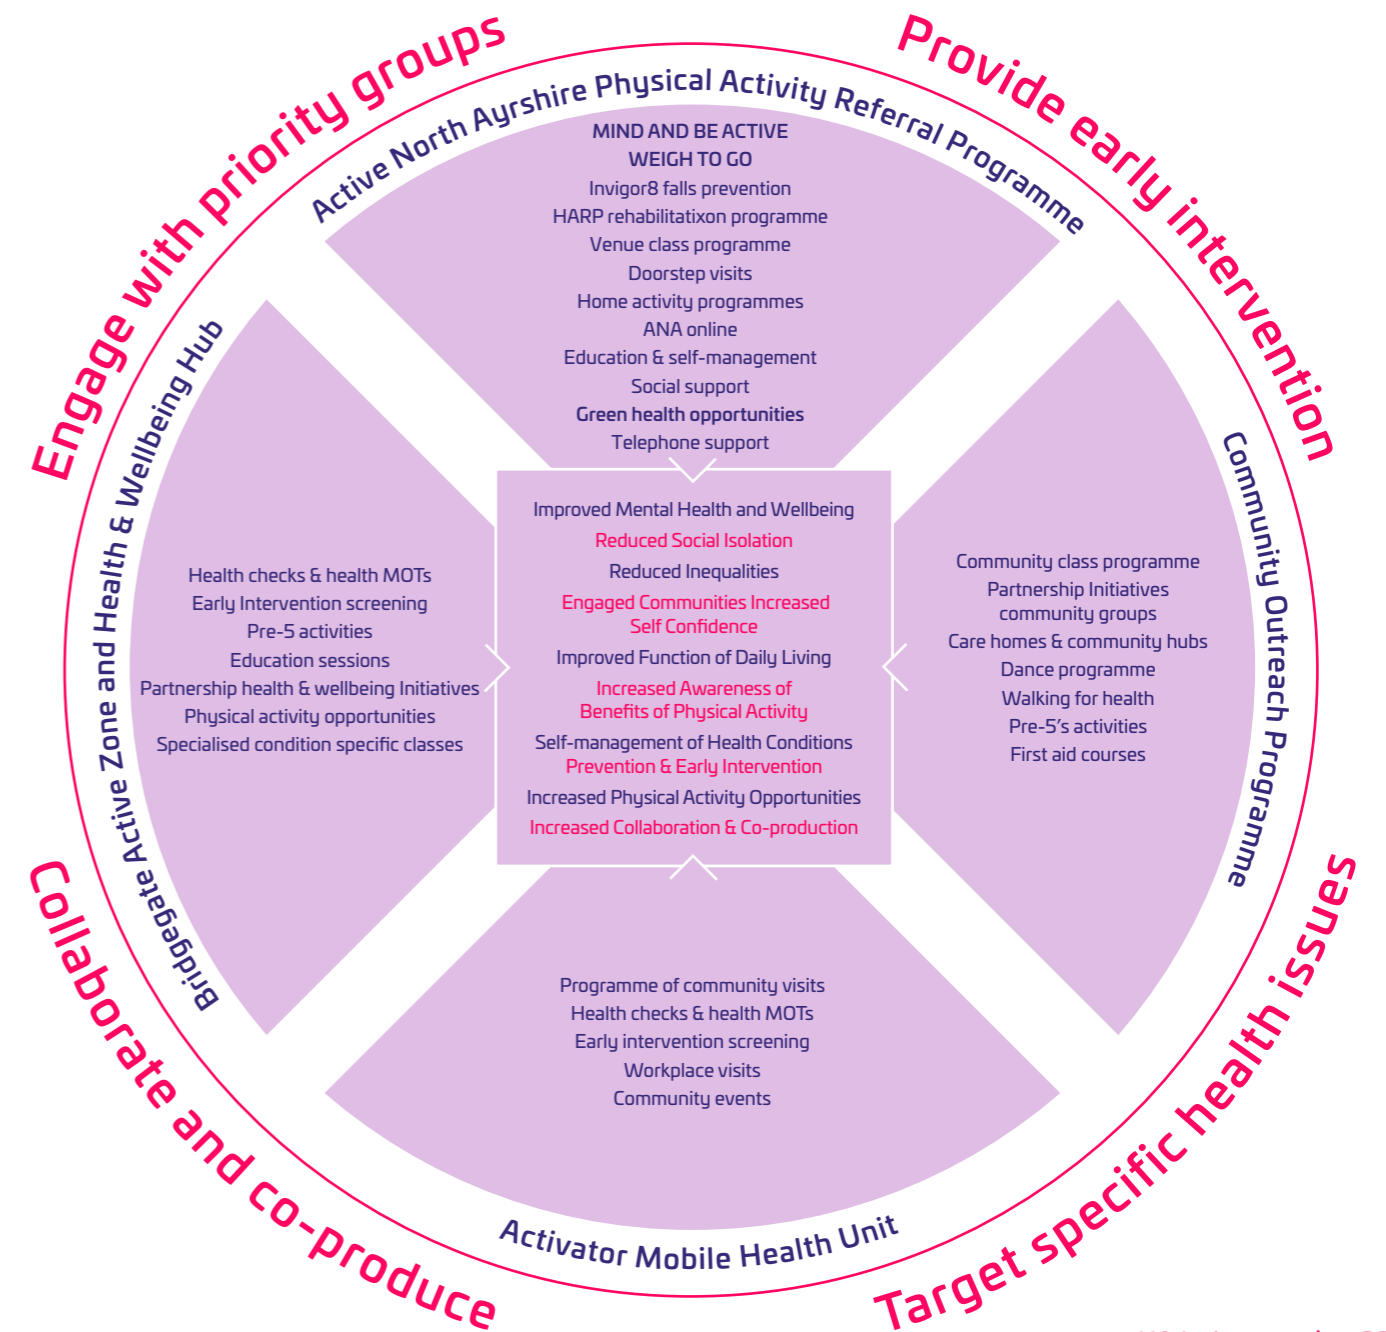 Engage with priority groups
Provide early intervention
Active North Ayrshire Physical Activity Referral Programme
MIND AND BE ACTIVE
WEIGH TO GO
Invigor8 falls prevention
HARP rehabilitatixon programme
Venue class programme
Doorstep visits
Home activity programmes
ANA online
Education & self-management
Social support
Green health opportunities
Telephone support
Bridgegate Active Zone and Health & Wellbeing Hub
Health checks & health MOTs
Early Intervention screening
Pre-5 activities
Education sessions
Partnership health & wellbeing Initiatives
Physical activity opportunities
Specialised condition specific classes
Improved Mental Health and Wellbeing
Reduced Social Isolation
Reduced Inequalities
Engaged Communities Increased
Self Confidence
Improved Function of Daily Living
Increased Awareness of
Benefits of Physical Activity
Self-management of Health Conditions
Prevention & Early Intervention
Increased Physical Activity Opportunities
Increased Collaboration & Co-production
Community Outreach Programme
Community class programme
Partnership Initiatives
community groups
Care homes & community hubs
Dance programme
Walking for health
Pre-5's activities
First aid courses
Programme of community visits
Health checks & health MOTs
Early intervention screening
Workplace visits
Community events
Activator Mobile Health Unit
Collaborate and co-produce
Target specific health issues